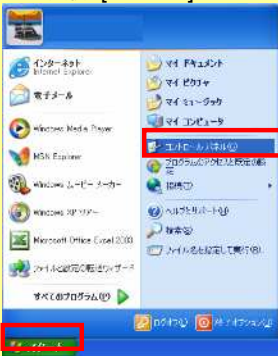 インターネット
Internet Explorer
電子メール
Windows Media Player
MSN Explorer
Windows ムービー メーカー
Windows XP ツアー
Microsoft Office Excel 2003
ファイルと設定の転送ウィザード
すべてのプログラム(P)
マイ ドキュメント
マイ ピクチャ
マイ ミュージック
マイ コンピュータ
コントロール パネル(C)
プログラムのアクセスと既定の設定
接続(T)
ヘルプとサポート(H)
検索(S)
ファイル名を指定して実行(R)...
ログオフ(L)
終了オプション(U)
スタート